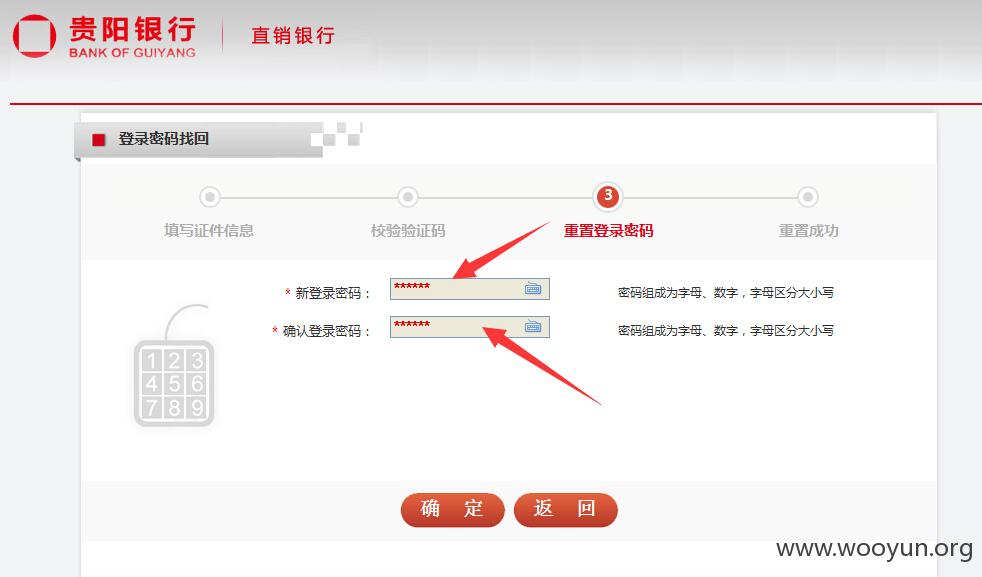 贵阳银行
BANK OF GUIYANG
直销银行
登录密码找回
3
填写证件信息 校验验证码 重置登录密码 重置成功
* 新登录密码： ****** 密码组成为字母、数字，字母区分大小写
* 确认登录密码： ****** 密码组成为字母、数字，字母区分大小写
1 2 3
4 5 6
7 8 9
确 定 返 回
www.wooyun.org